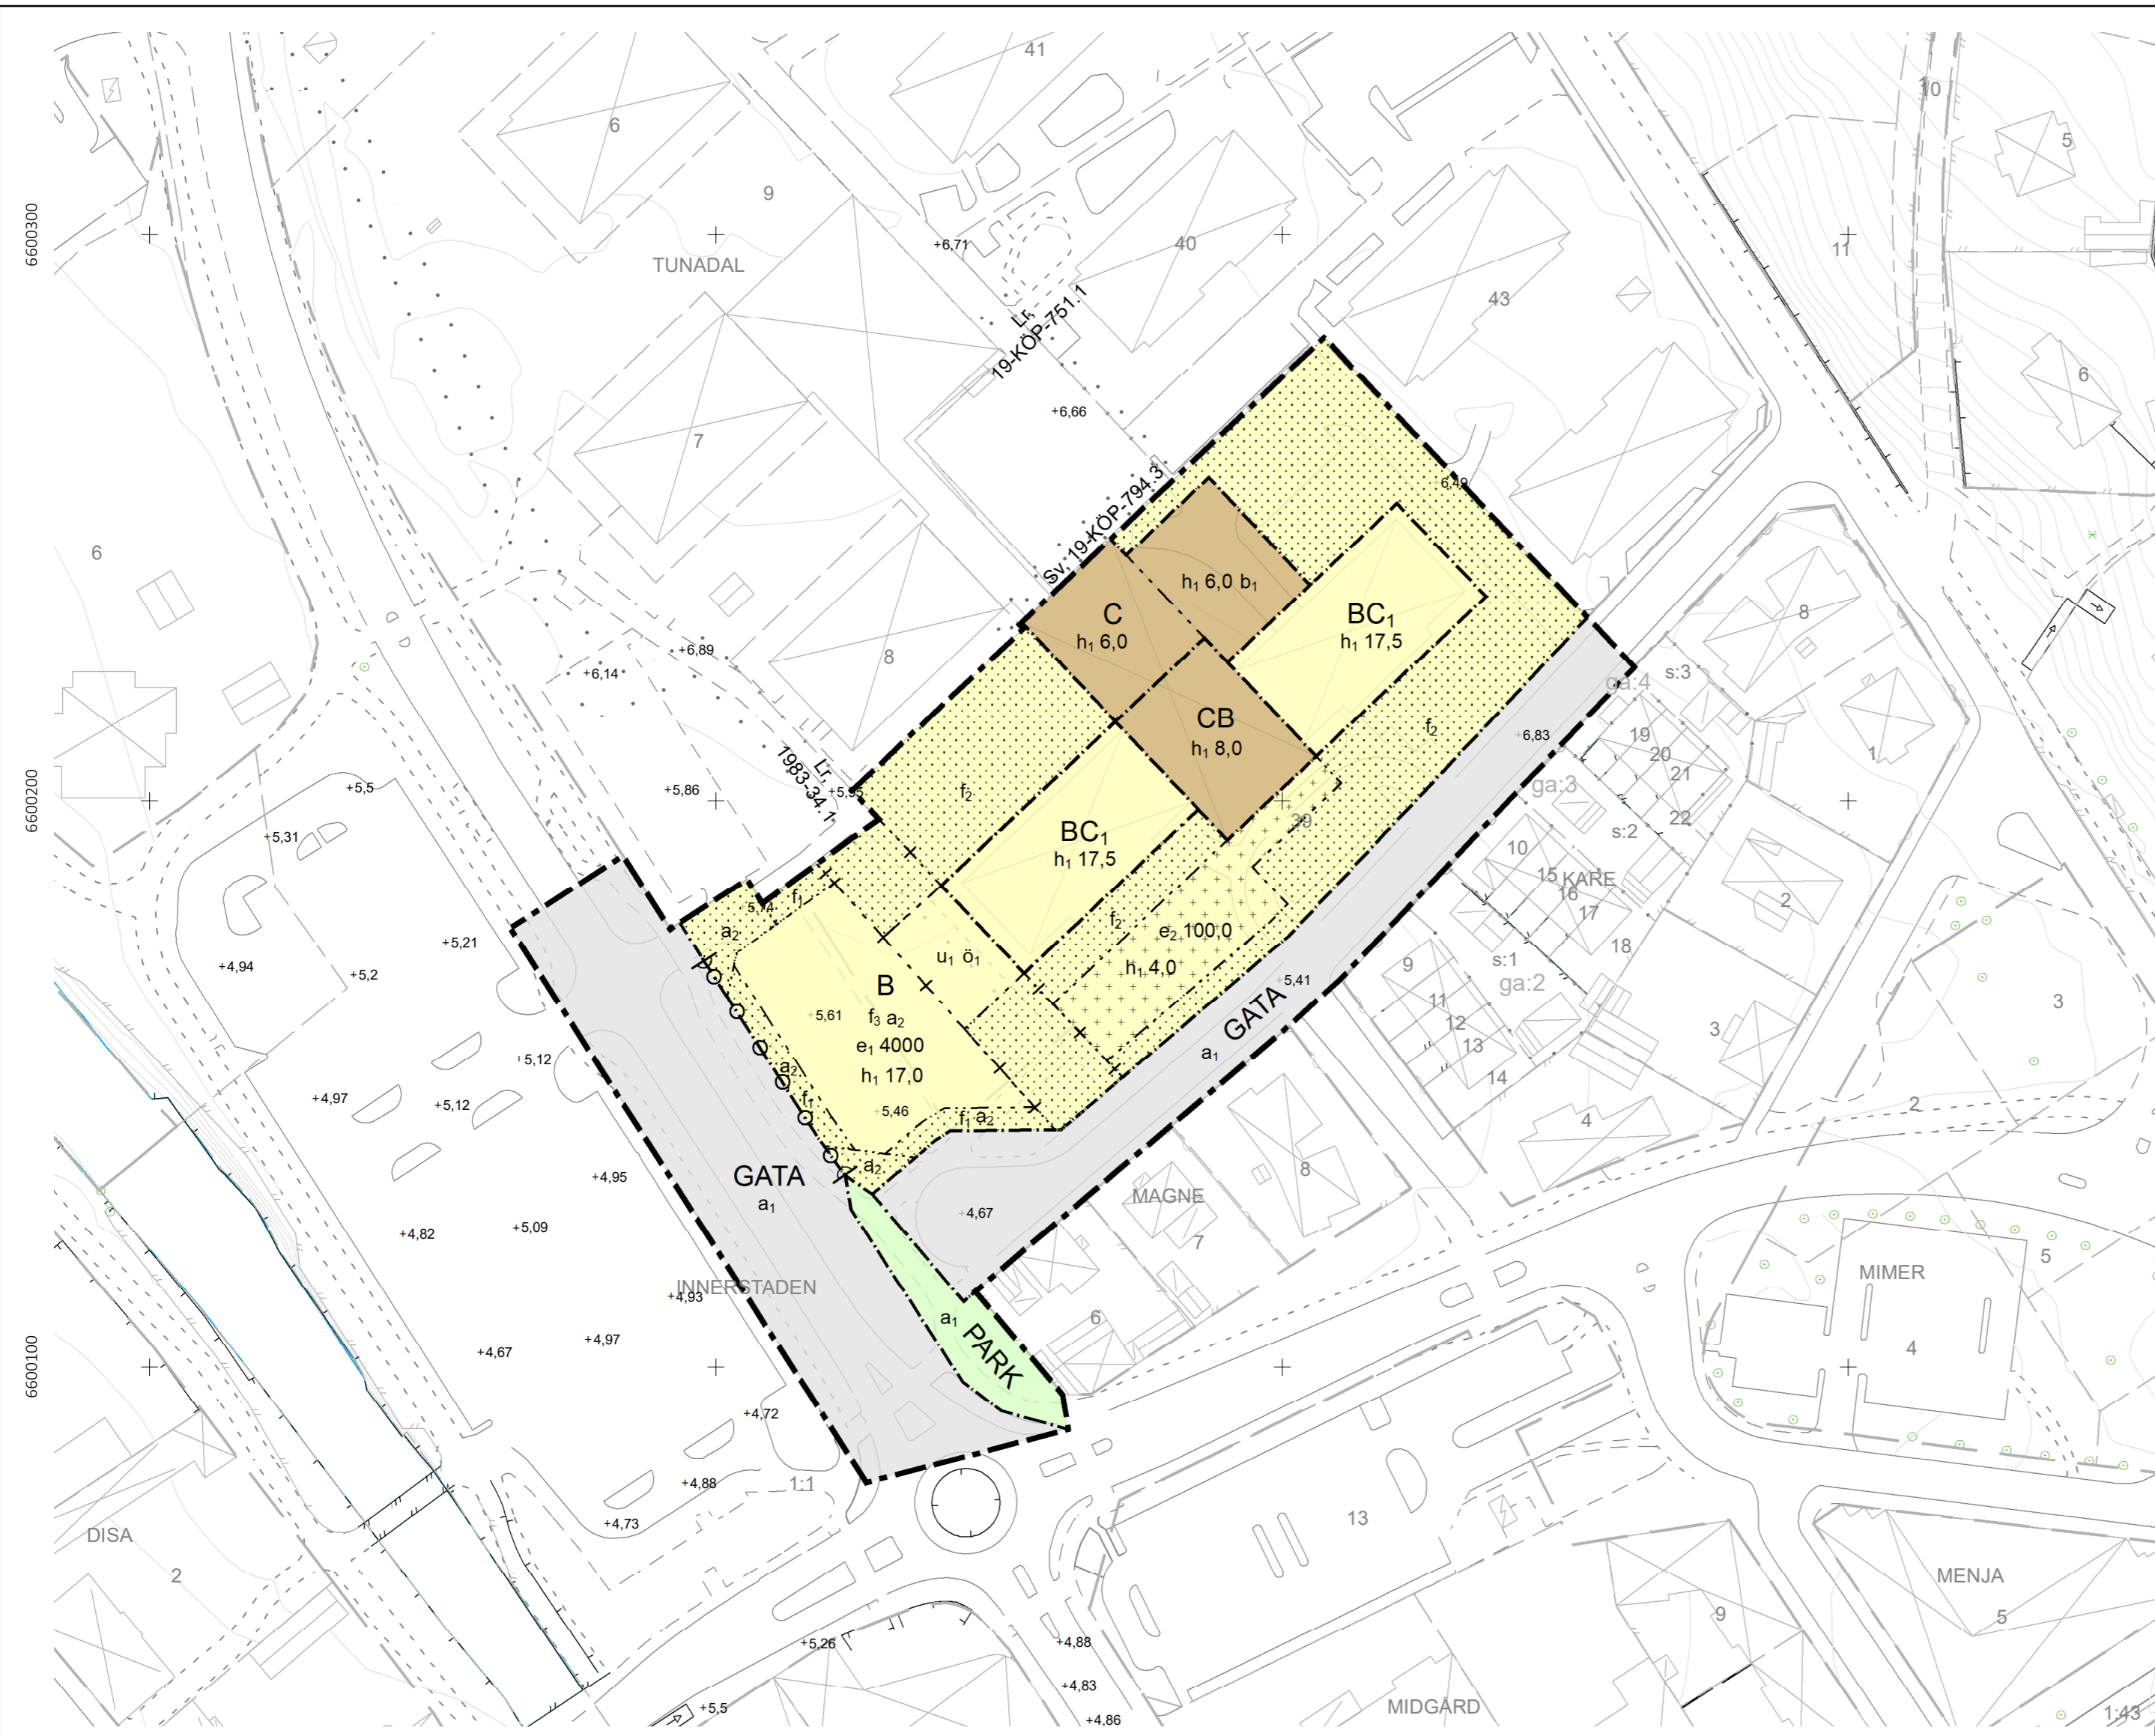 41
10
6
5
9
6600300
+6,71
40
11
TUNADAL
43
Lr,
19-KÖP-751.1
6
+6,66
7
6,49
Sv, 19-KÖP-794.3
6
h₁ 6,0 b₁
C
h₁ 6,0
BC₁
h₁ 17,5
8
+6,89
8
+6,14
s:3
ga:4
CB
h₁ 8,0
f₂
+6,83
19
20
21
1
22
Lr,
1983-34.1
+5,86
+5,95
+5,5
6600200
f₂
ga:3
39
s:2
+5,31
BC₁
h₁ 17,5
10
15
KARE
16
17
2
f₁
5,74
a₂
f₂
e₂ 100,0
18
+5,21
+4,94
+5,2
u₁ ö₁
h₁ 4,0
9
s:1
ga:2
+5,41
B
f₃ a₂
e₁ 4000
h₁ 17,0
+5,61
11
12
13
14
3
3
GATA
a₁
+5,12
a₂
f₁
+4,97
+5,12
+5,46
f₁ a₂
2
4
a₂
8
GATA
a₁
+4,95
MAGNE
+4,67
+4,82
+5,09
7
5
MIMER
INNERSTADEN
+4,93
6
a₁
PARK
+4,97
+4,67
4
6600100
+4,72
+4,88
1:1
+4,73
13
DISA
2
MENJA
5
9
+5,26
+4,88
+4,83
+5,5
MIDGÅRD
+4,86
1:43